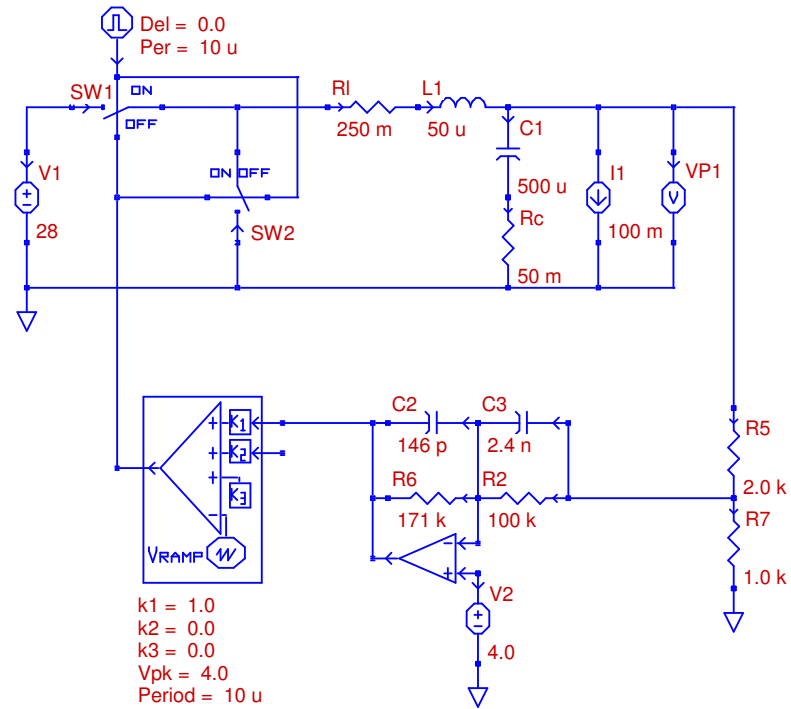 Del = 0.0
Per = 10 u
SW1
ON
OFF
Rl
250 m
L1
50 u
C1
500 u
Rc
50 m
I1
100 m
VP1
V
V1
28
ON OFF
SW2
K1
K2
K3
VRAMP
k1 = 1.0
k2 = 0.0
k3 = 0.0
Vpk = 4.0
Period = 10 u
C2
146 p
C3
2.4 n
R6
171 k
R2
100 k
V2
4.0
R5
2.0 k
R7
1.0 k